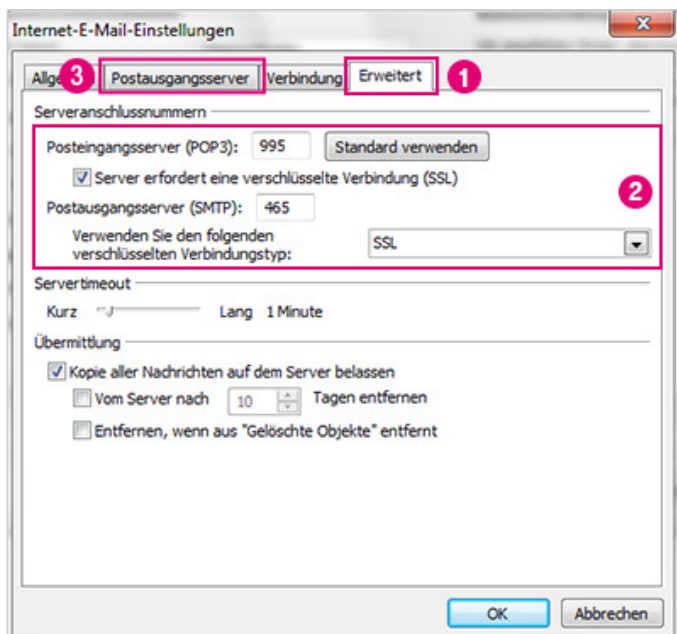 Internet-E-Mail-Einstellungen
3 Postausgangsserver Verbindung Erweitert 1
Serveranschlussnummern
Posteingangsserver (POP3): 995 Standard verwenden
Server erfordert eine verschlüsselte Verbindung (SSL)
2
Postausgangsserver (SMTP): 465
Verwenden Sie den folgenden
verschlüsselten Verbindungstyp: SSL
Servertimeout
Kurz Lang 1 Minute
Übermittlung
Kopie aller Nachrichten auf dem Server belassen
Vom Server nach 10 Tagen entfernen
Entfernen, wenn aus "Gelöschte Objekte" entfernt
OK Abbrechen